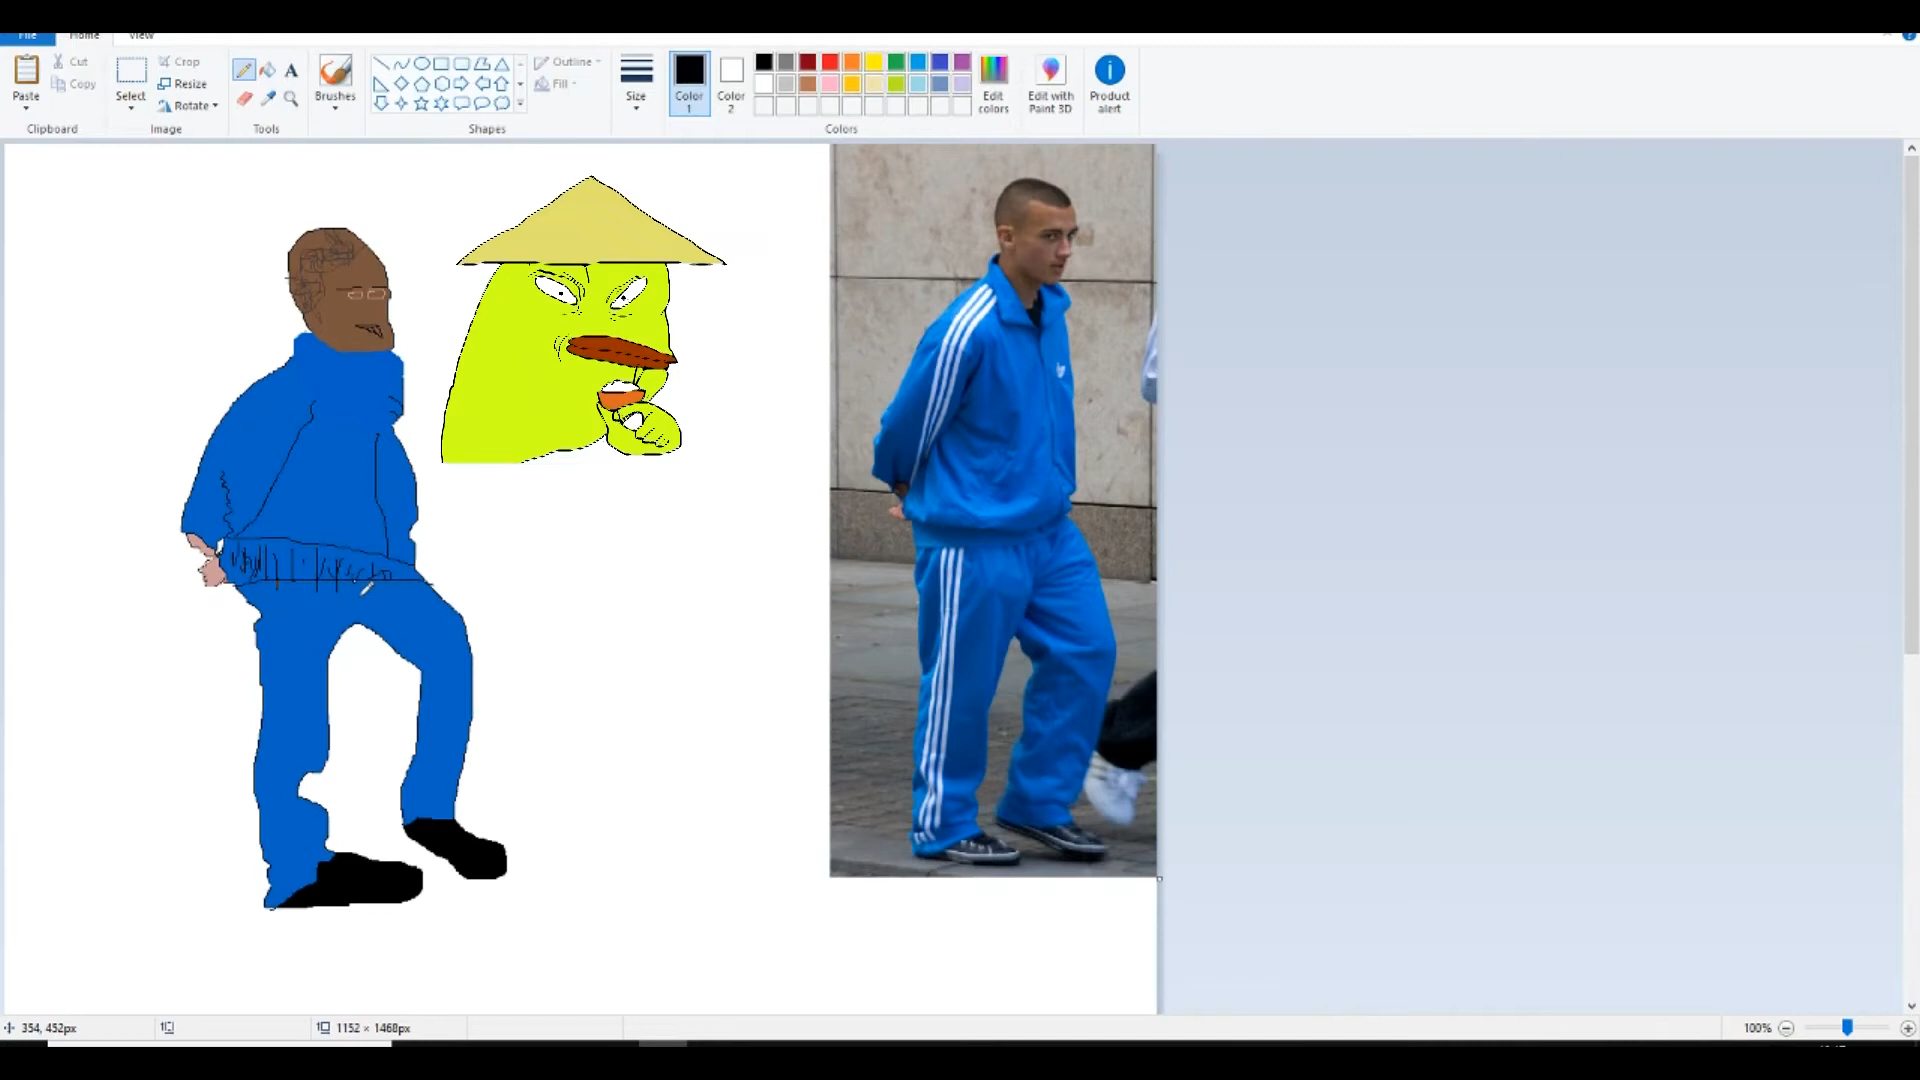 File Home View
Paste Cut Copy
Clipboard
Select Crop Resize Rotate
Image
A
Tools
Brushes
Shapes
Outline
Fill
Size
Color 1
Color 2
Edit colors
Colors
Edit with Paint 3D
Product alert
354, 452px
1152 × 1468px
100%